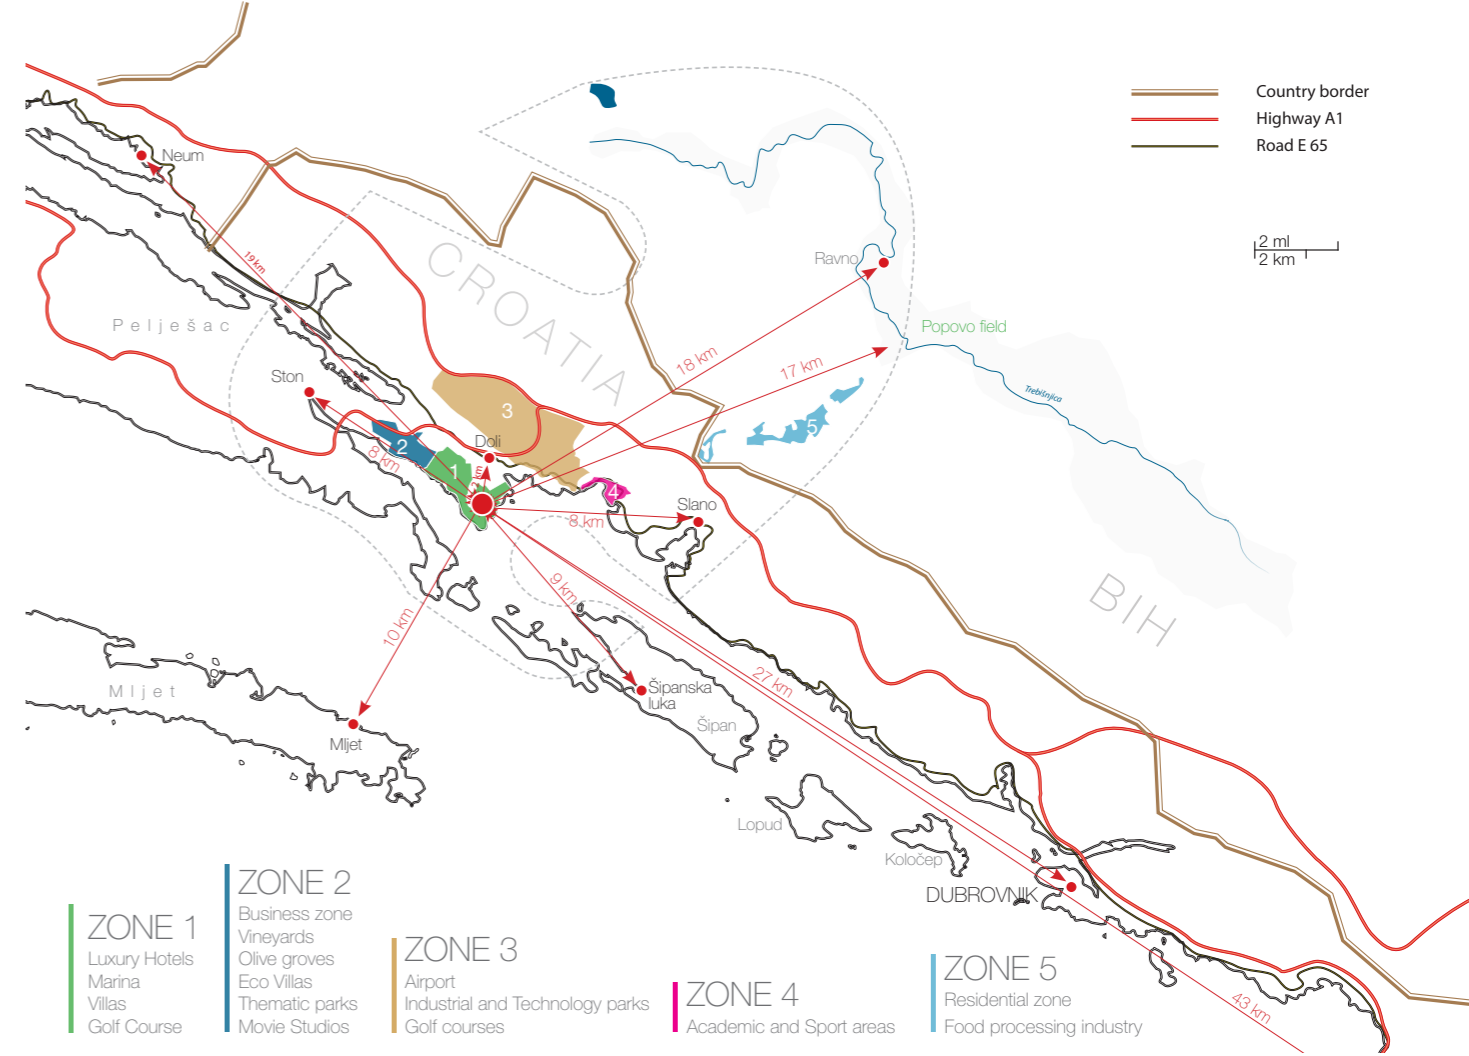 Country border
Highway A1
Road E 65
2 ml
2 km
Neum
19 km
CROATIA
Ravno
Popovo field
Trebišnjica
Pelješac
Ston
18 km
17 km
3
5
2
Doli
8 km
1
4
Slano
8 km
9 km
BIH
10 km
27 km
Mljet
Šipanska
luka
Šipan
Mljet
Lopud
Koločep
DUBROVNIK
43 km
ZONE 1
Luxury Hotels
Marina
Villas
Golf Course
ZONE 2
Business zone
Vineyards
Olive groves
Eco Villas
Thematic parks
Movie Studios
ZONE 3
Airport
Industrial and Technology parks
Golf courses
ZONE 4
Academic and Sport areas
ZONE 5
Residential zone
Food processing industry